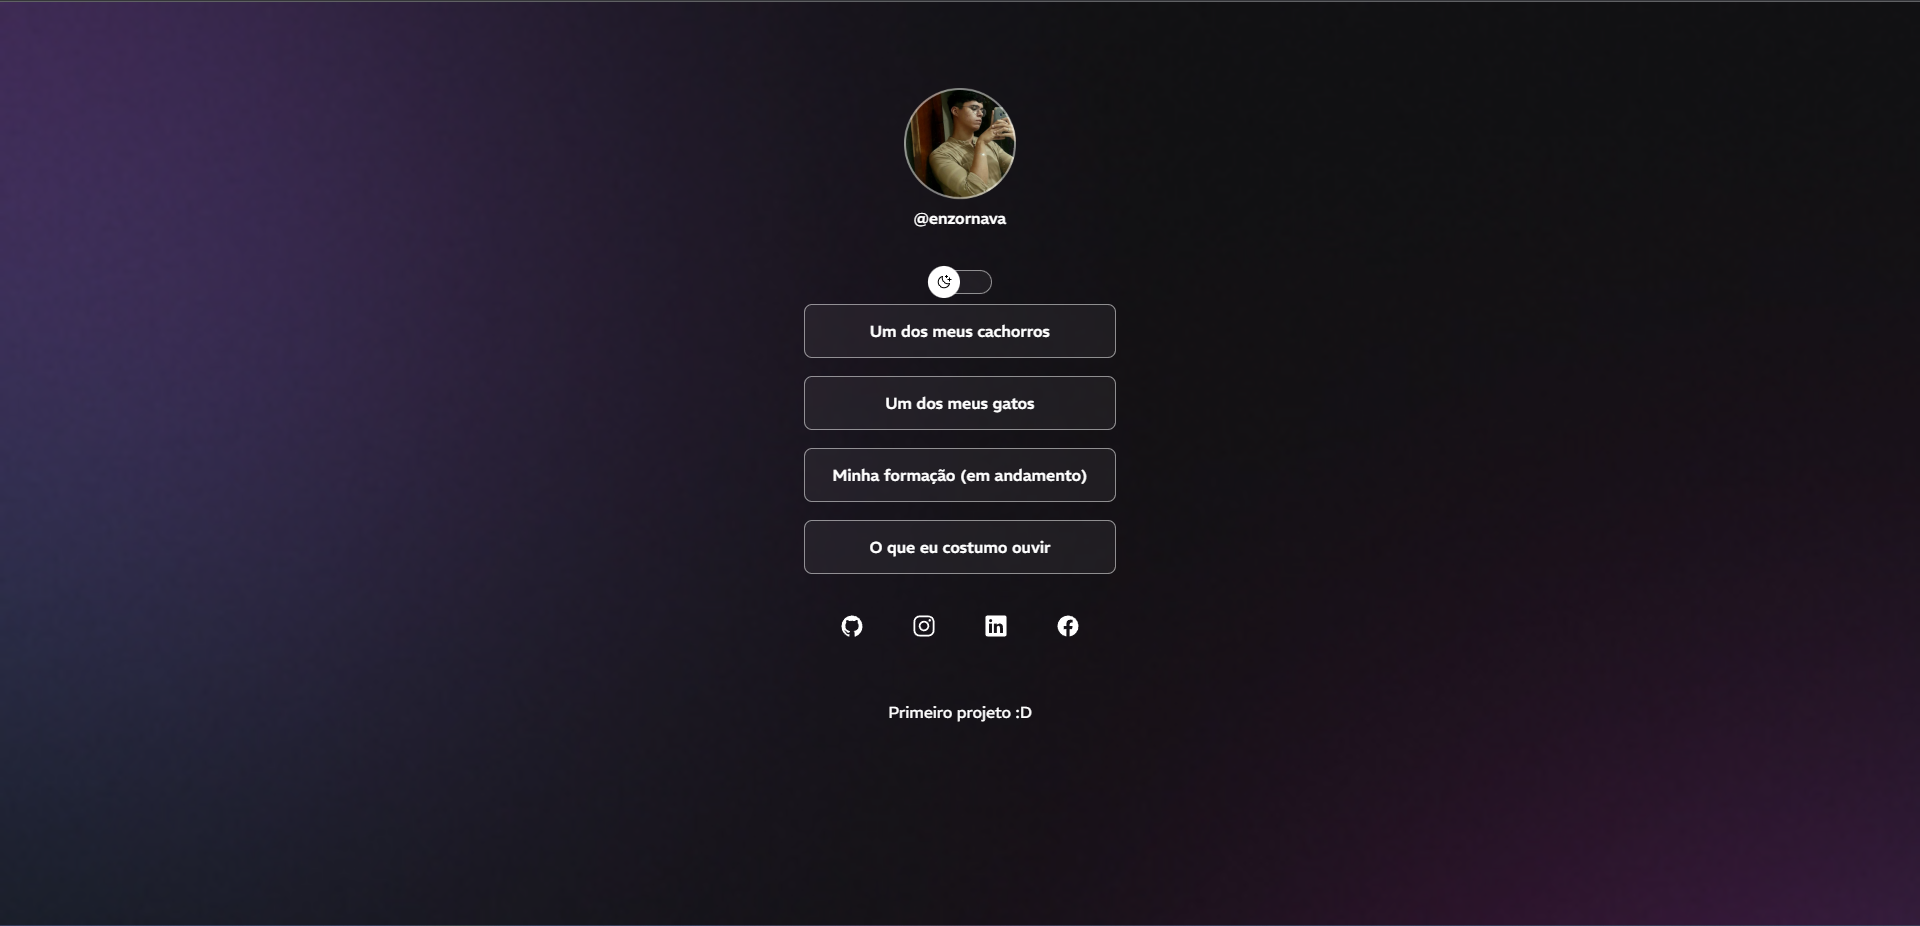 @enzornava
Um dos meus cachorros
Um dos meus gatos
Minha formação (em andamento)
O que eu costumo ouvir
in
Primeiro projeto :D